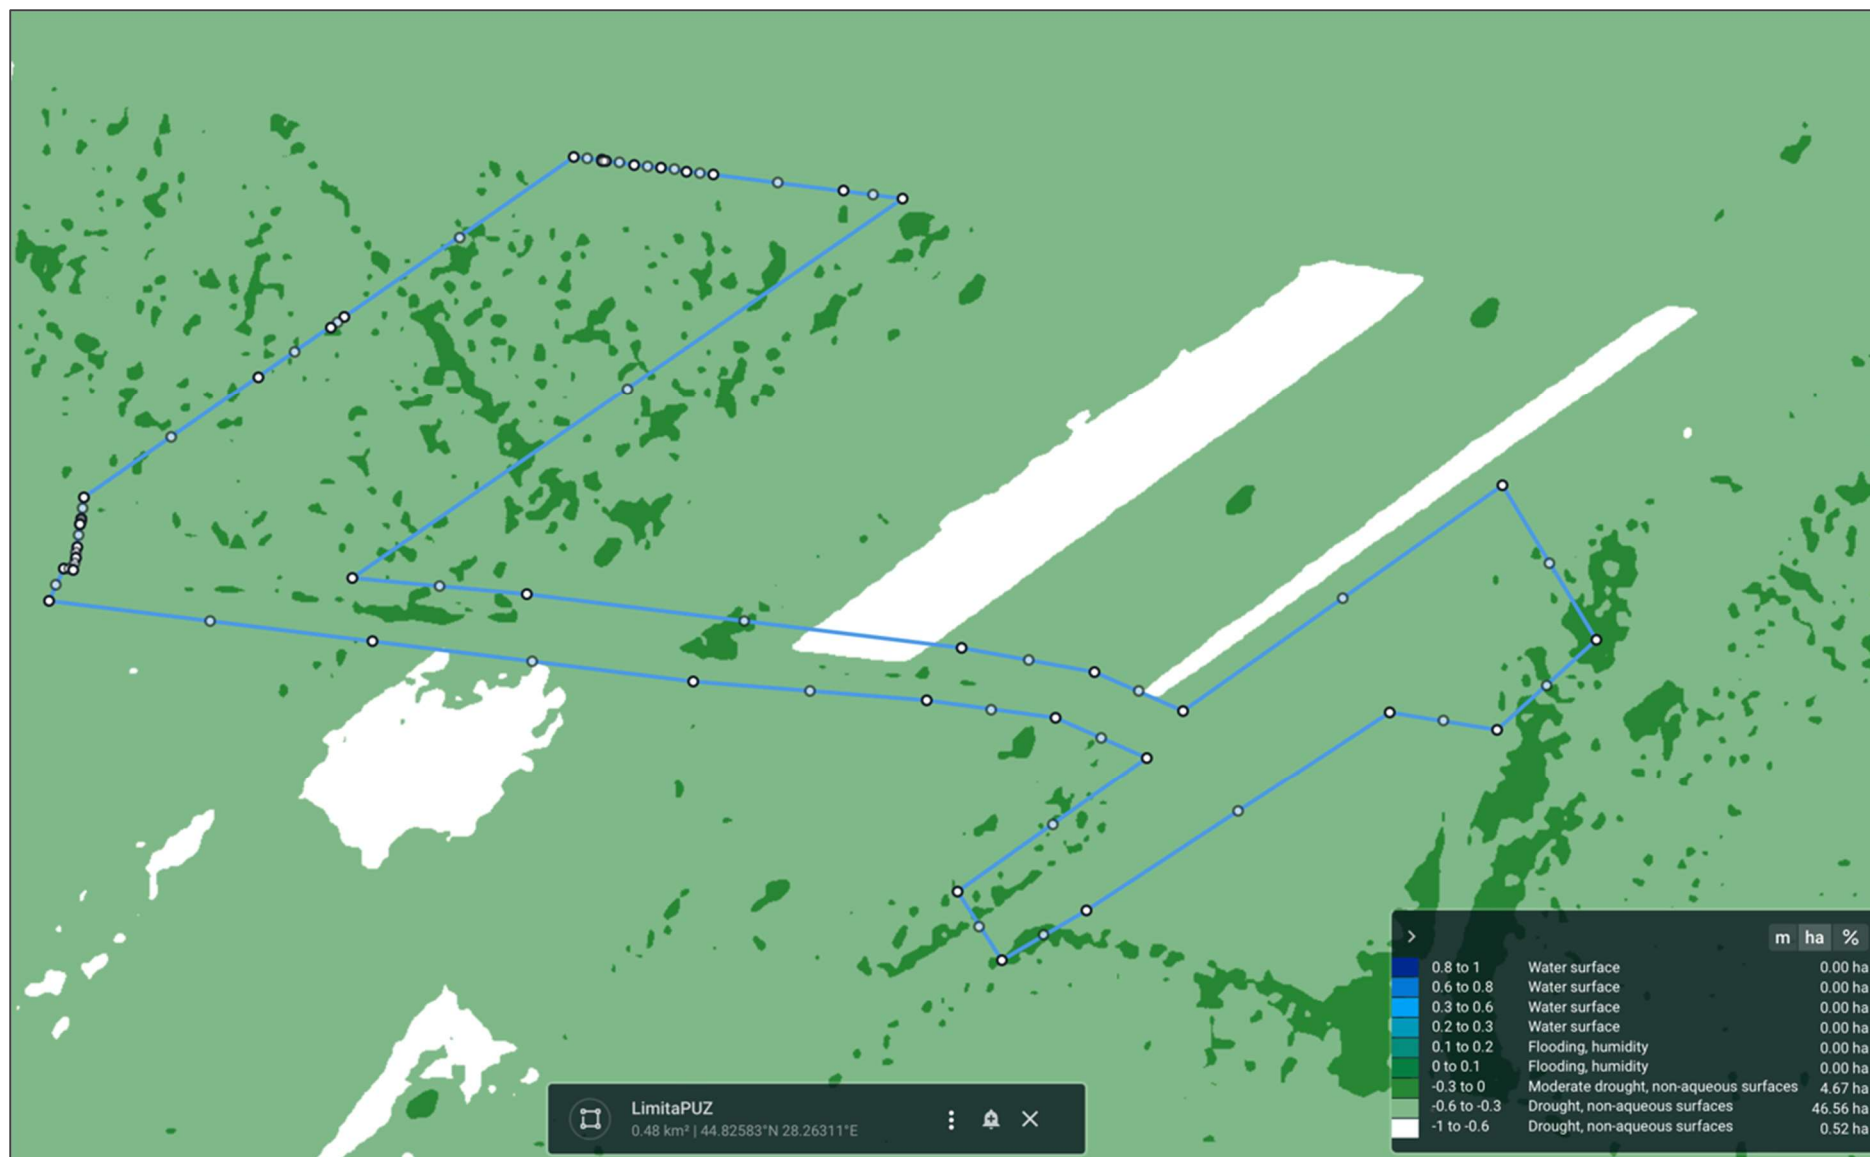 m ha %
0.8 to 1 Water surface 0.00 ha
0.6 to 0.8 Water surface 0.00 ha
0.3 to 0.6 Water surface 0.00 ha
0.2 to 0.3 Water surface 0.00 ha
0.1 to 0.2 Flooding, humidity 0.00 ha
0 to 0.1 Flooding, humidity 0.00 ha
-0.3 to 0 Moderate drought, non-aqueous surfaces 4.67 ha
-0.6 to -0.3 Drought, non-aqueous surfaces 46.56 ha
-1 to -0.6 Drought, non-aqueous surfaces 0.52 ha
LimitaPUZ
0.48 km² | 44.82583°N 28.26311°E